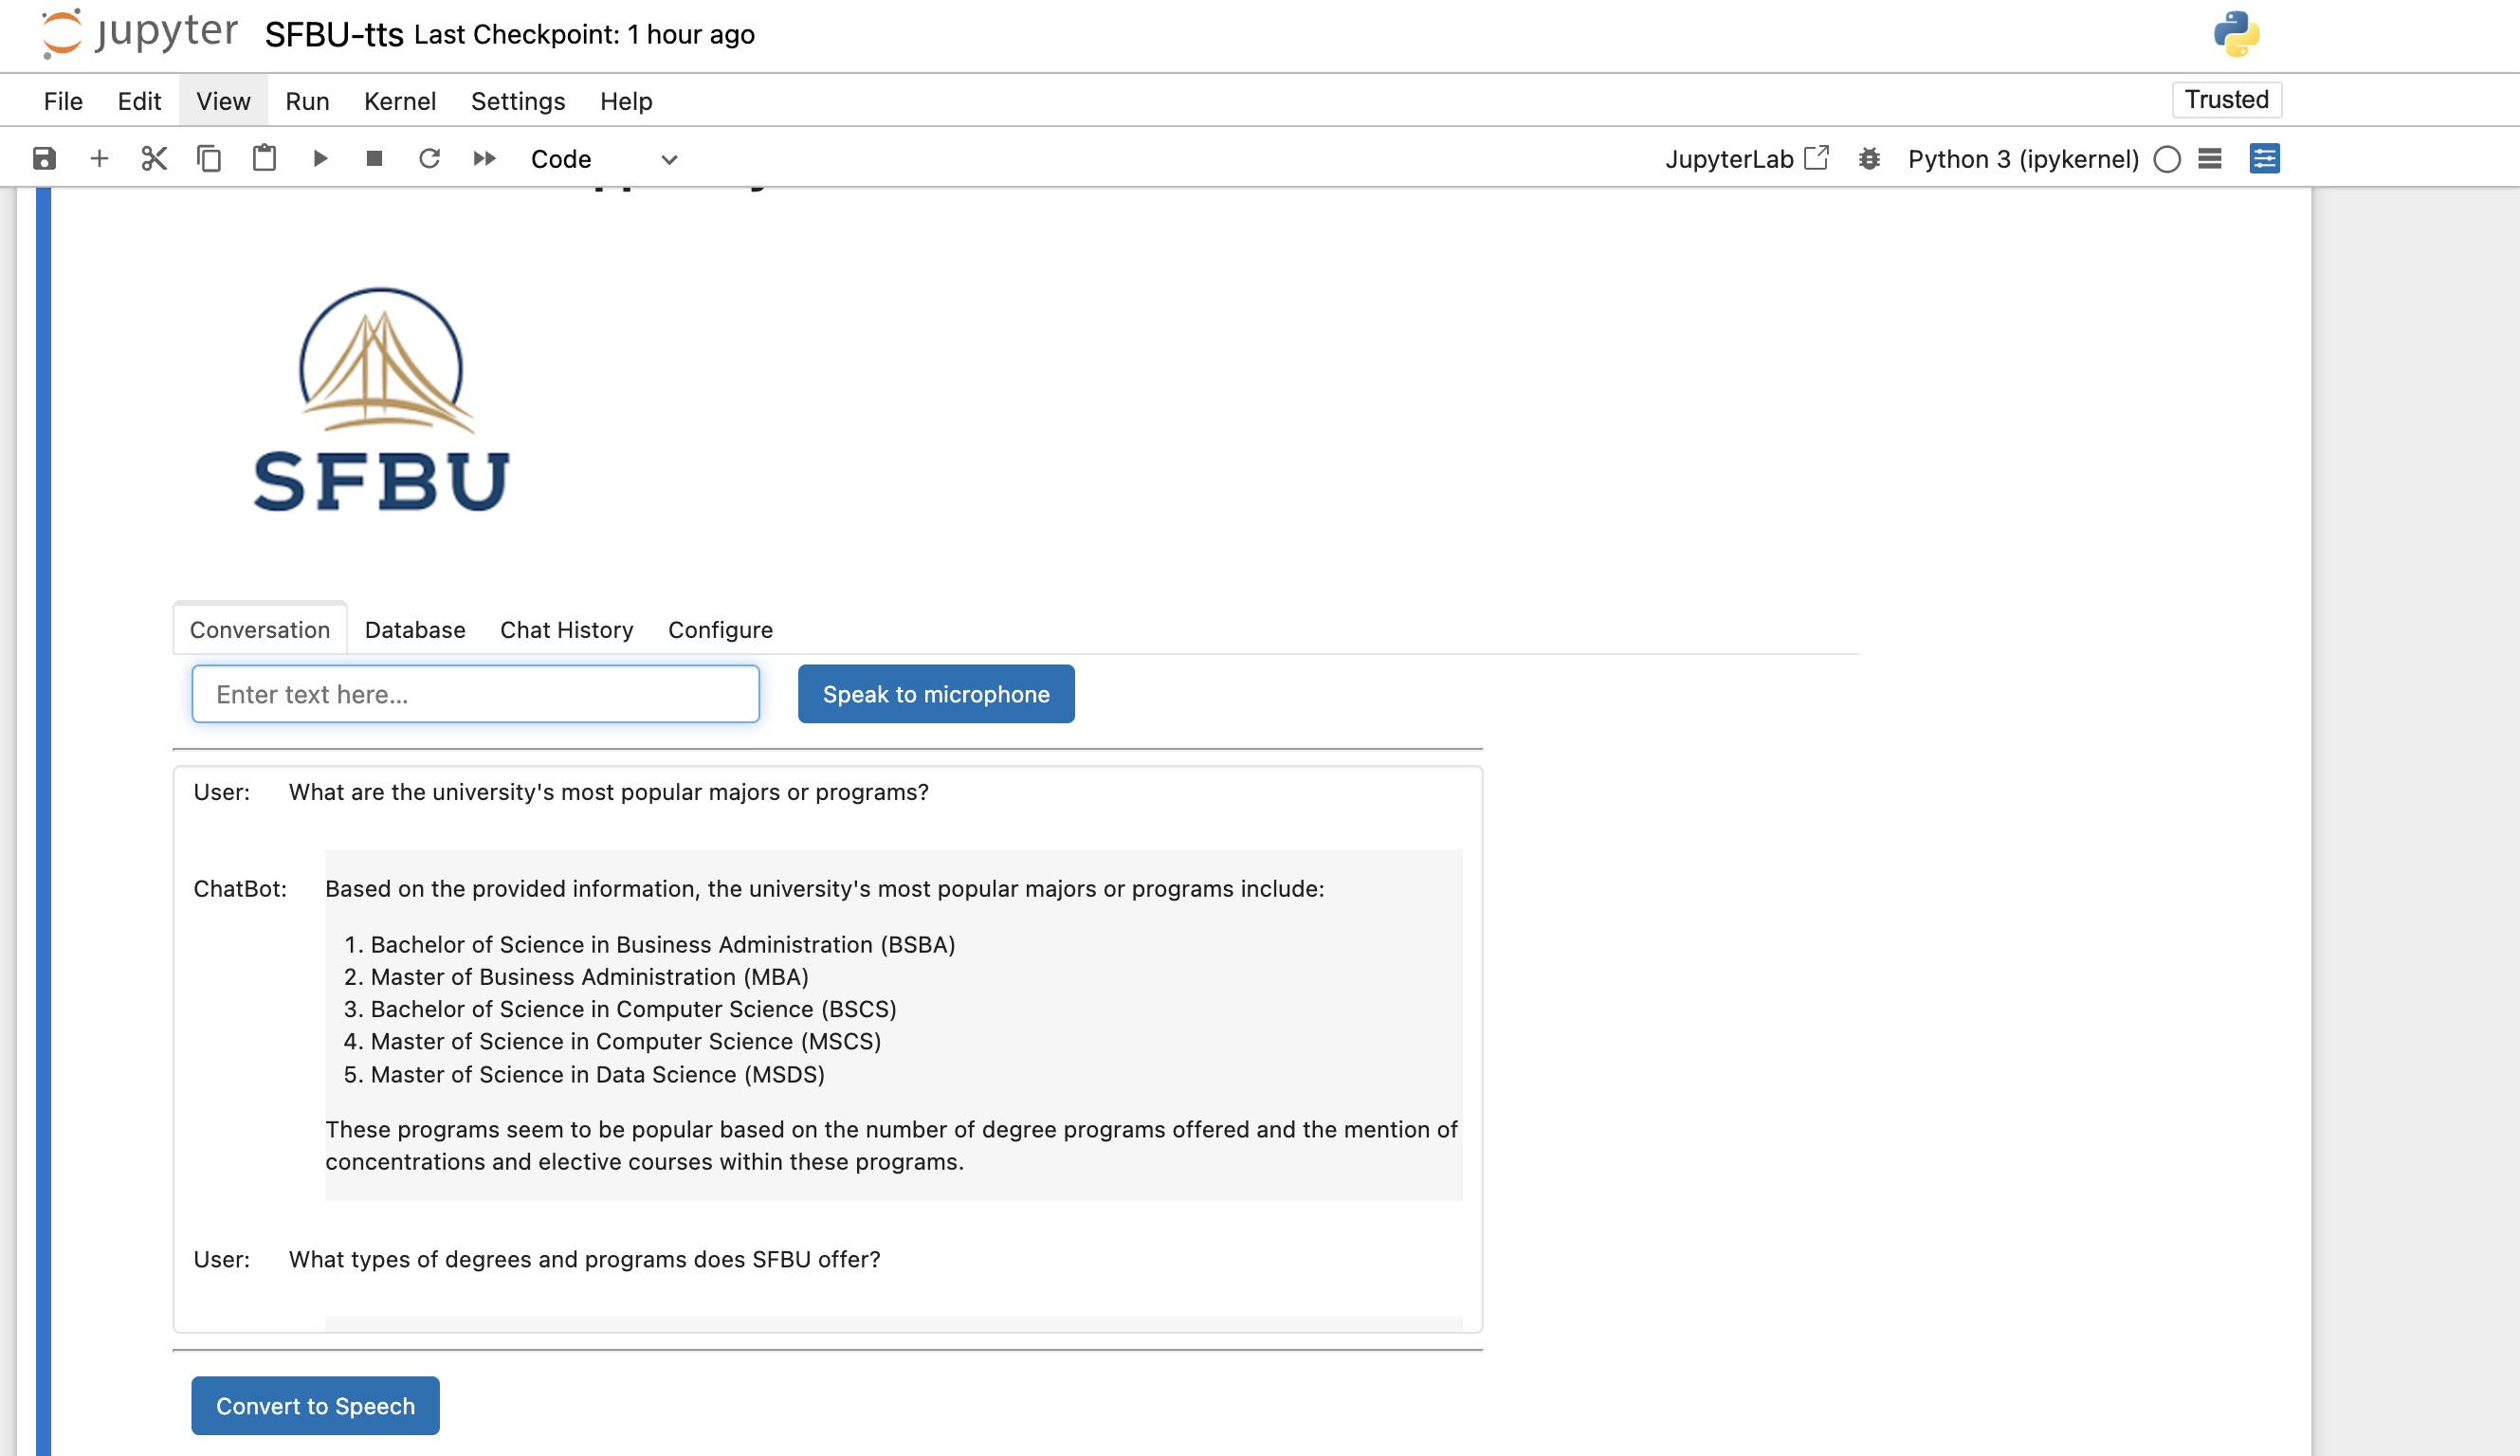 jupyter SFBU-tts Last Checkpoint: 1 hour ago
File Edit View Run Kernel Settings Help Trusted
Code JupyterLab Python 3 (ipykernel)
SFBU
Conversation Database Chat History Configure
Enter text here... Speak to microphone
User: What are the university's most popular majors or programs?
ChatBot: Based on the provided information, the university's most popular majors or programs include:
1. Bachelor of Science in Business Administration (BSBA)
2. Master of Business Administration (MBA)
3. Bachelor of Science in Computer Science (BSCS)
4. Master of Science in Computer Science (MSCS)
5. Master of Science in Data Science (MSDS)
These programs seem to be popular based on the number of degree programs offered and the mention of
concentrations and elective courses within these programs.
User: What types of degrees and programs does SFBU offer?
Convert to Speech